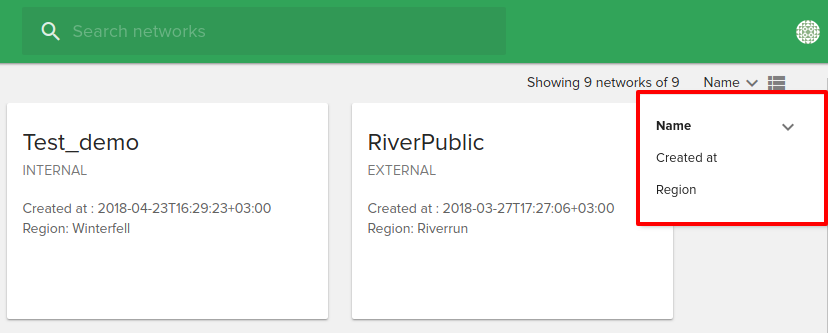 Search networks
Showing 9 networks of 9 Name
Name
Created at
Region
Test_demo
INTERNAL
Created at : 2018-04-23T16:29:23+03:00
Region: Winterfell
RiverPublic
EXTERNAL
Created at : 2018-03-27T17:27:06+03:00
Region: Riverrun